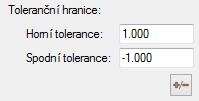 Toleranční hranice:
Horní tolerance: 1.000
Spodní tolerance: -1.000
+/-